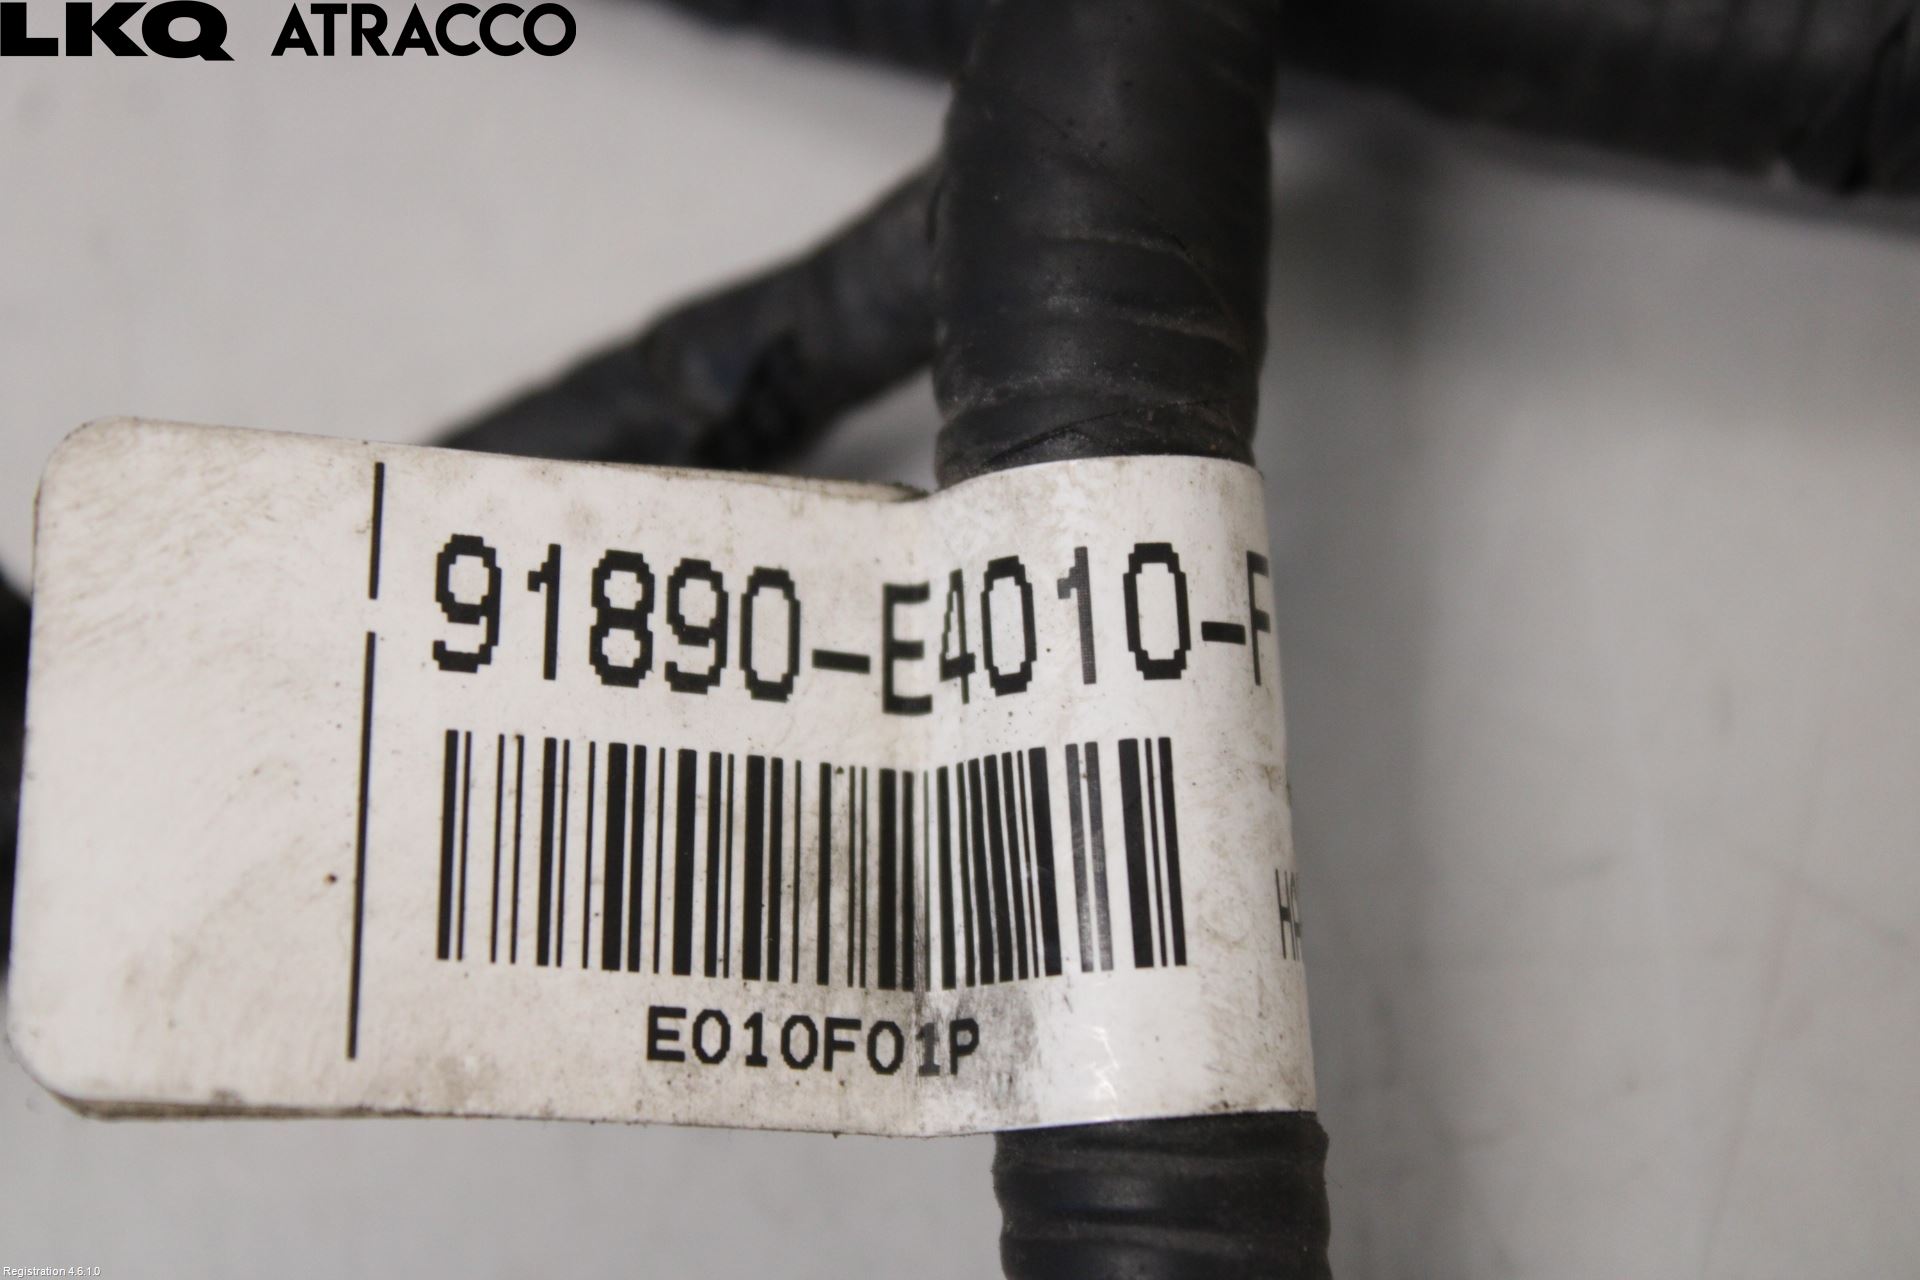 LKQ ATRACCO
91890-E4010-F
E010F01P
Registration 4.6.1.0